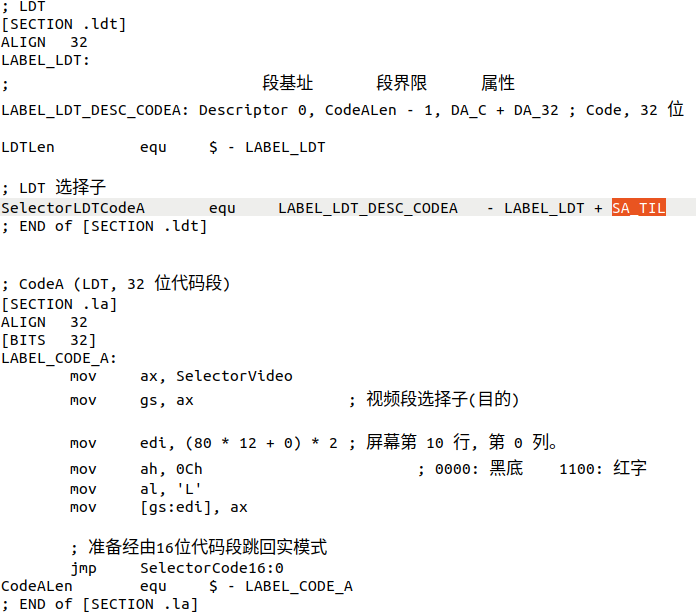 ; LDT
[SECTION .ldt]
ALIGN   32
LABEL_LDT:
;                              段基址       段界限      属性
LABEL_LDT_DESC_CODEA: Descriptor 0, CodeALen - 1, DA_C + DA_32 ; Code, 32 位
LDTLen          equ     $ - LABEL_LDT
; LDT 选择子
SelectorLDTCodeA        equ     LABEL_LDT_DESC_CODEA   - LABEL_LDT + SA_TIL
; END of [SECTION .ldt]
; CodeA (LDT, 32 位代码段)
[SECTION .la]
ALIGN   32
[BITS   32]
LABEL_CODE_A:
        mov     ax, SelectorVideo
        mov     gs, ax                  ; 视频段选择子(目的)
        mov     edi, (80 * 12 + 0) * 2 ; 屏幕第 10 行, 第 0 列。
        mov     ah, 0Ch                         ; 0000: 黑底    1100: 红字
        mov     al, 'L'
        mov     [gs:edi], ax
        ; 准备经由16位代码段跳回实模式
        jmp     SelectorCode16:0
CodeALen        equ     $ - LABEL_CODE_A
; END of [SECTION .la]